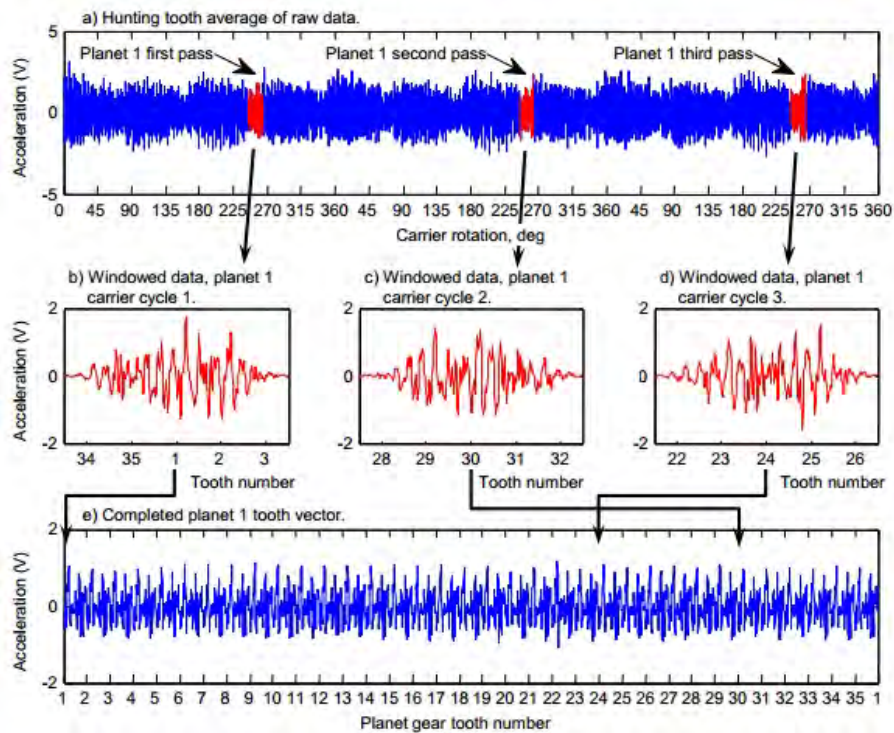 a) Hunting tooth average of raw data.
5
Planet 1 first pass
Planet 1 second pass
Planet 1 third pass
0
-5
Acceleration (V)
0 45 90 135 180 225 270 315 360 45 90 135 180 225 270 315 360 45 90 135 180 225 270 315 360
Carrier rotation, deg
b) Windowed data, planet 1
carrier cycle 1.
2
0
-2
Acceleration (V)
34 35 1 2 3
Tooth number
c) Windowed data, planet 1
carrier cycle 2.
2
0
-2
28 29 30 31 32
Tooth number
d) Windowed data, planet 1
carrier cycle 3.
2
0
-2
22 23 24 25 26
Tooth number
e) Completed planet 1 tooth vector.
2
0
-2
Acceleration (V)
1 2 3 4 5 6 7 8 9 10 11 12 13 14 15 16 17 18 19 20 21 22 23 24 25 26 27 28 29 30 31 32 33 34 35 1
Planet gear tooth number